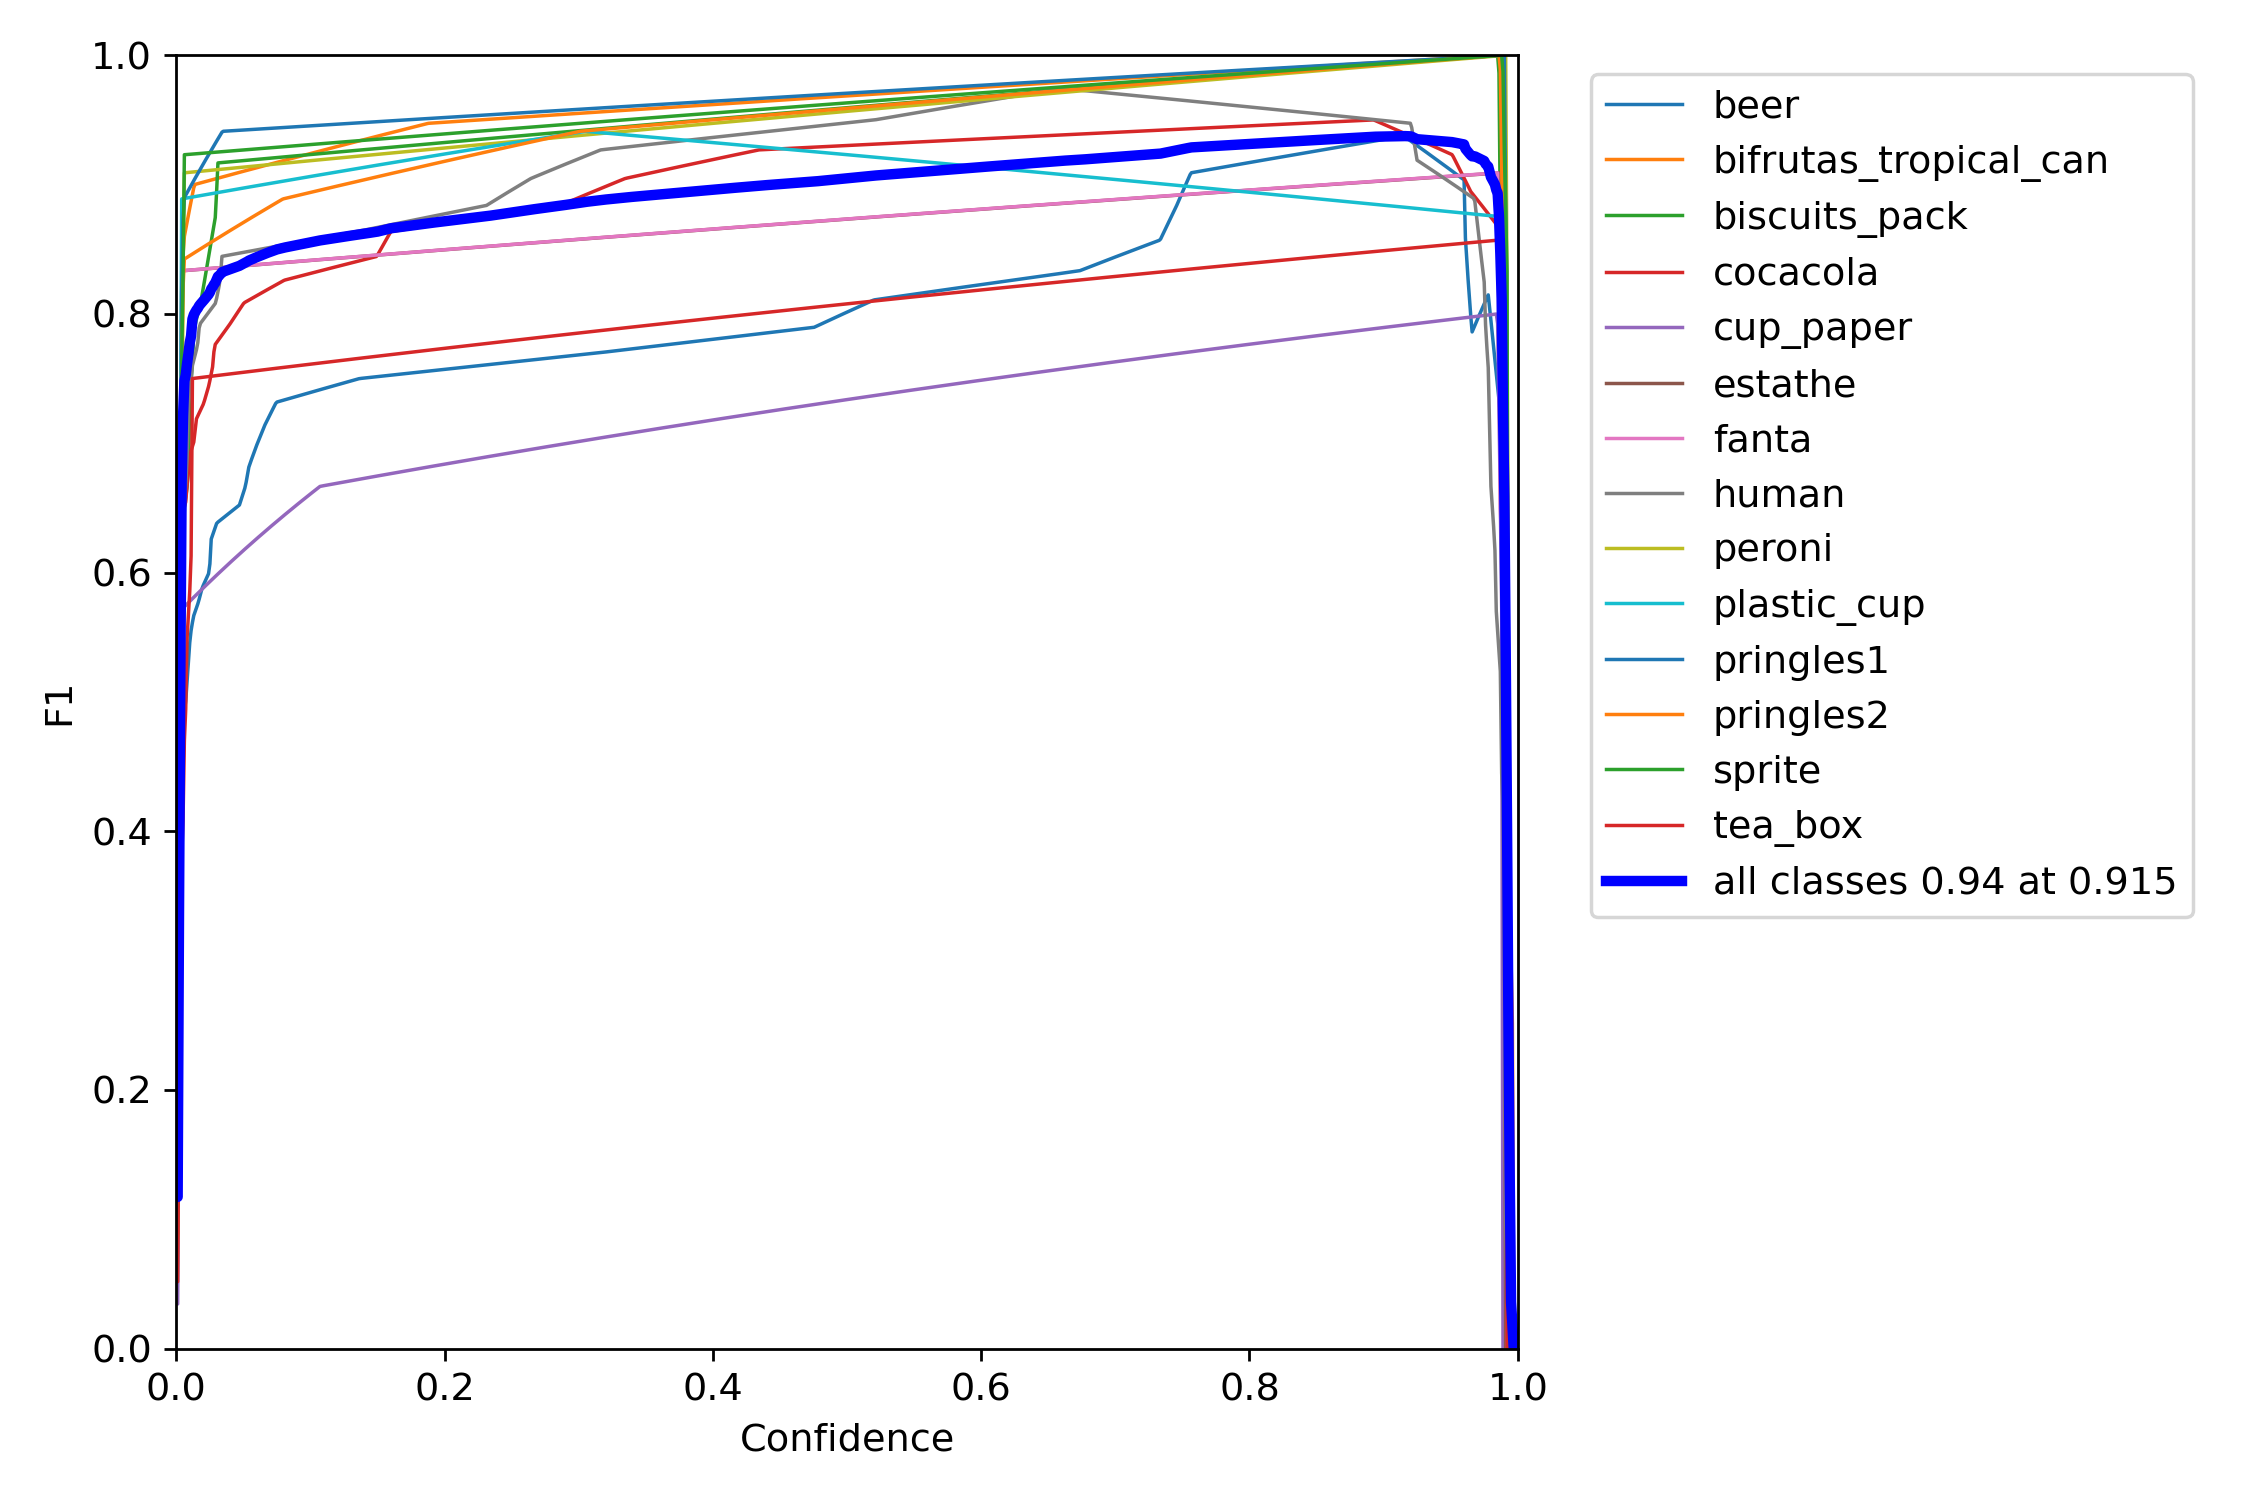 1.0
0.8
0.6
0.4
0.2
0.0
F1
0.0 0.2 0.4 0.6 0.8 1.0
Confidence
beer
bifrutas_tropical_can
biscuits_pack
cocacola
cup_paper
estathe
fanta
human
peroni
plastic_cup
pringles1
pringles2
sprite
tea_box
all classes 0.94 at 0.915